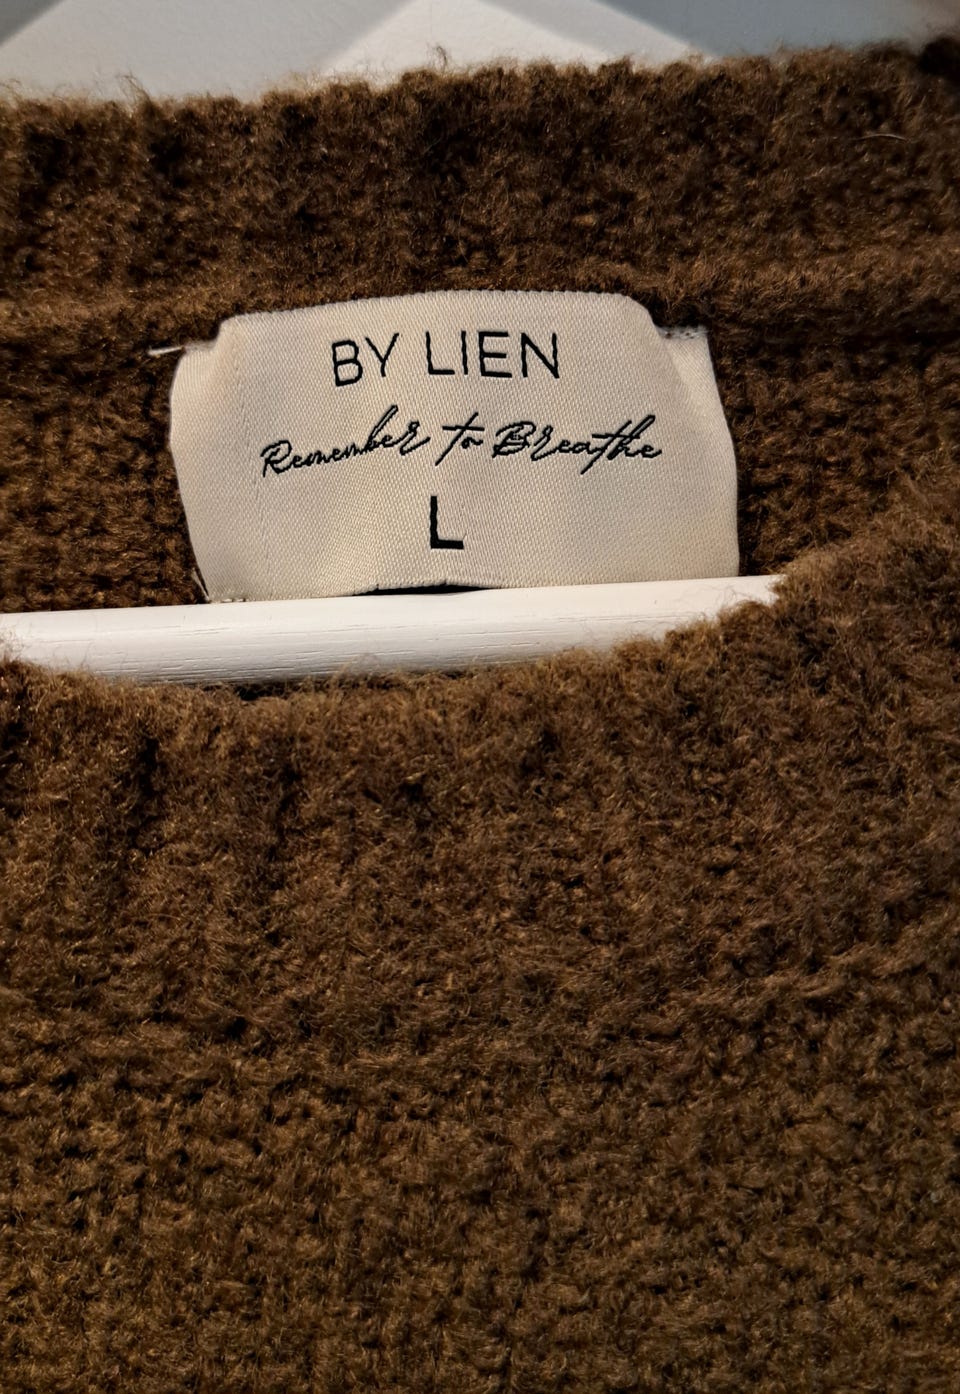 BY LIEN
Remember to Breathe
L